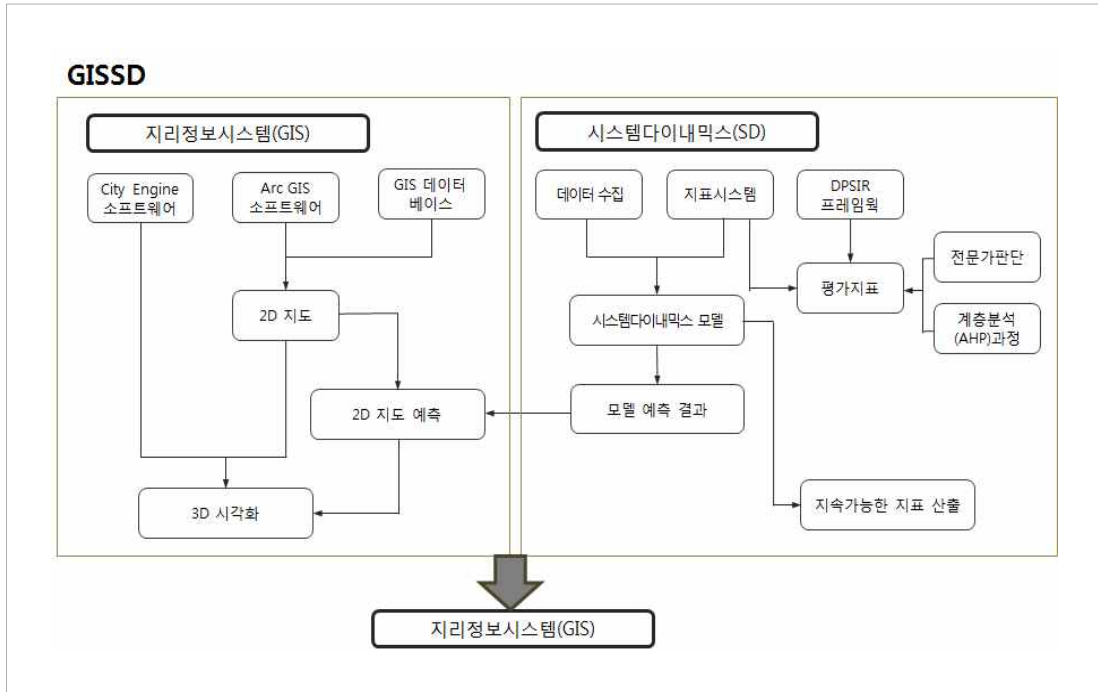 GISSD
지리정보시스템(GIS)
City Engine
소프트웨어
Arc GIS
소프트웨어
GIS 데이터
베이스
2D 지도
2D 지도 예측
3D 시각화
시스템다이내믹스(SD)
데이터 수집
지표시스템
DPSIR
프레임웍
전문가판단
평가지표
계층분석
(AHP)과정
시스템다이내믹스 모델
모델 예측 결과
지속가능한 지표 산출
지리정보시스템(GIS)